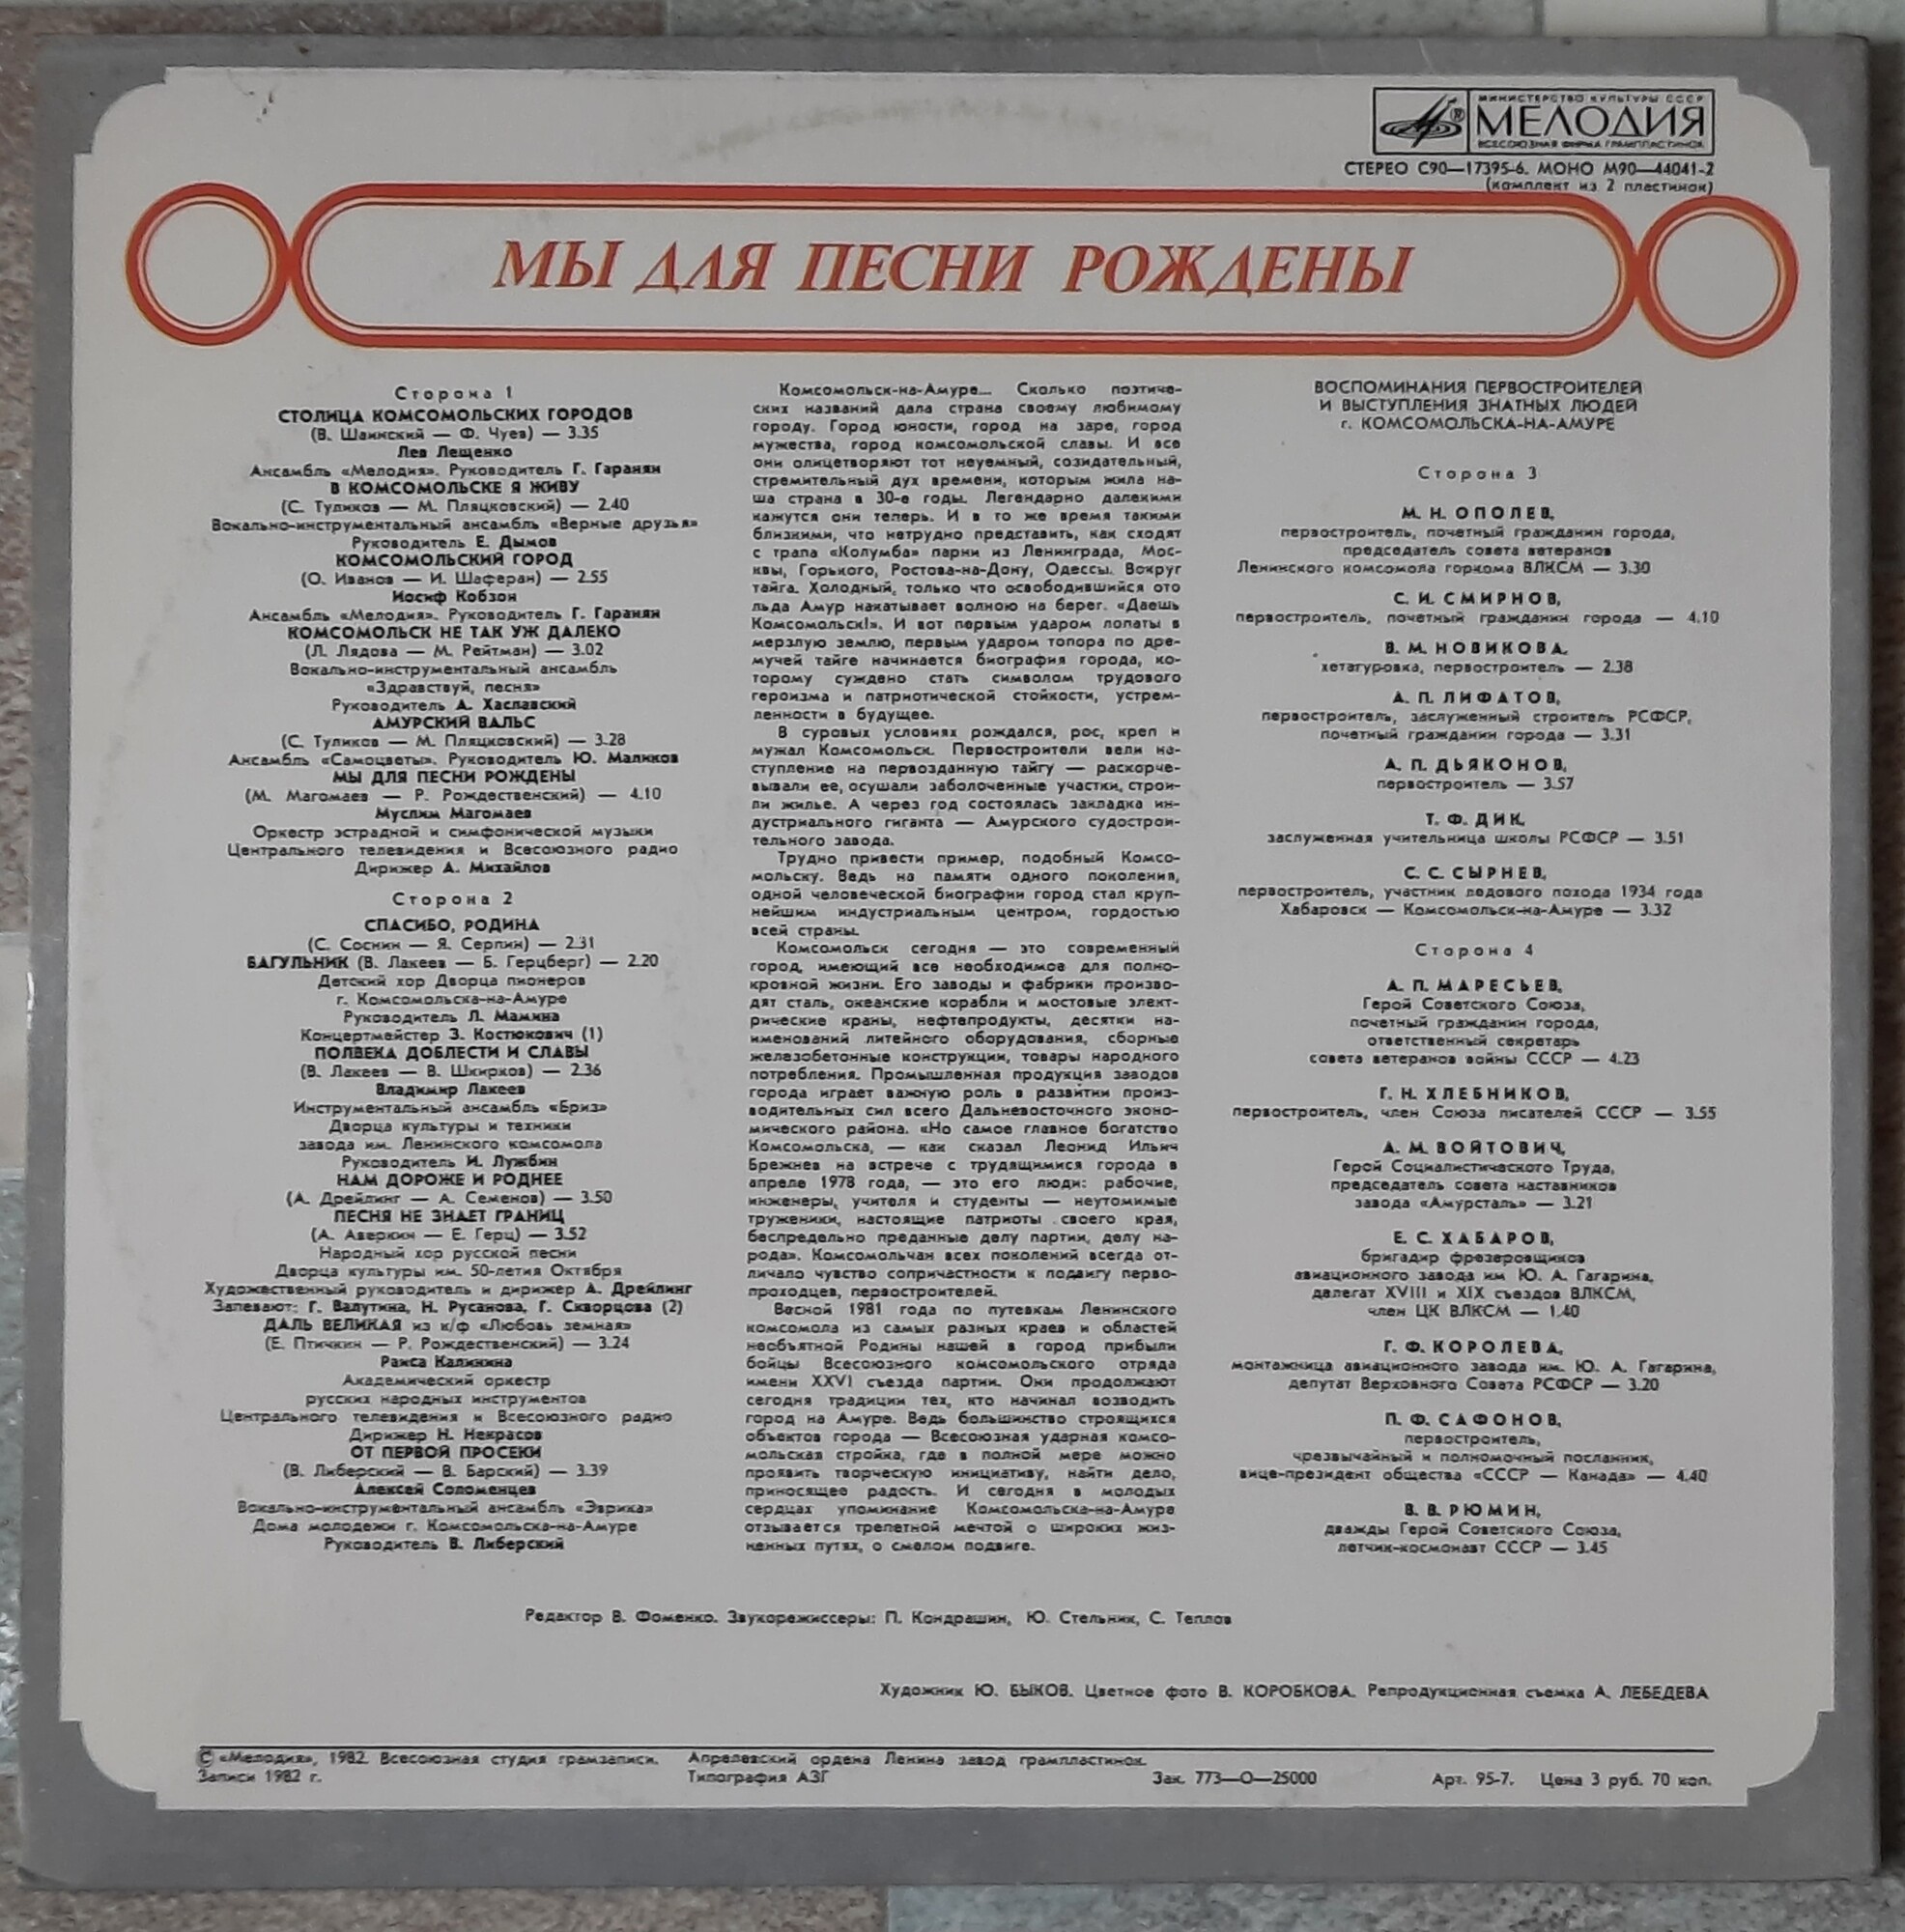 МИНИСТЕРСТВО КУЛЬТУРЫ СССР
МЕЛОДИЯ
ВСЕСОЮЗНАЯ ФИРМА ГРАМПЛАСТИНОК
СТЕРЕО С90—17395-6. МОНО М90—44041-2
(комплект из 2 пластинок)
МЫ ДЛЯ ПЕСНИ РОЖДЕНЫ
Сторона 1
СТОЛИЦА КОМСОМОЛЬСКИХ ГОРОДОВ
(В. Шаинский — Ф. Чуев) — 3.35
Лев Лещенко
Ансамбль «Мелодия». Руководитель Г. Гаранян
В КОМСОМОЛЬСКЕ Я ЖИВУ
(С. Туликов — М. Пляцковский) — 2.40
Вокально-инструментальный ансамбль «Верные друзья»
Руководитель Е. Дымов
КОМСОМОЛЬСКИЙ ГОРОД
(О. Иванов — И. Шаферан) — 2.55
Иосиф Кобзон
Ансамбль «Мелодия». Руководитель Г. Гаранян
КОМСОМОЛЬСК НЕ ТАК УЖ ДАЛЕКО
(Л. Лядова — М. Рейтман) — 3.02
Вокально-инструментальный ансамбль
«Здравствуй, песня»
Руководитель А. Хаславский
АМУРСКИЙ ВАЛЬС
(С. Туликов — М. Пляцковский) — 3.28
Ансамбль «Самоцветы». Руководитель Ю. Маликов
МЫ ДЛЯ ПЕСНИ РОЖДЕНЫ
(М. Магомаев — Р. Рождественский) — 4.10
Муслим Магомаев
Оркестр эстрадной и симфонической музыки
Центрального телевидения и Всесоюзного радио
Дирижер А. Михайлов
Сторона 2
СПАСИБО, РОДИНА
(С. Соснин — Я. Серпин) — 2.31
БАГУЛЬНИК (В. Лакеев — Б. Герцберг) — 2.20
Детский хор Дворца пионеров
г. Комсомольска-на-Амуре
Руководитель Л. Мамина
Концертмейстер З. Костюкович (1)
ПОЛВЕКА ДОБЛЕСТИ И СЛАВЫ
(В. Лакеев — В. Шкирков) — 2.36
Владимир Лакеев
Инструментальный ансамбль «Бриз»
Дворца культуры и техники
завода им. Ленинского комсомола
Руководитель И. Лужбин
НАМ ДОРОЖЕ И РОДНЕЕ
(А. Дрейлинг — А. Семенов) — 3.50
ПЕСНЯ НЕ ЗНАЕТ ГРАНИЦ
(А. Аверкин — Е. Герц) — 3.52
Народный хор русской песни
Дворца культуры им. 50-летия Октября
Художественный руководитель и дирижер А. Дрейлинг
Запевают: Г. Валутина, Н. Русанова, Г. Скворцова (2)
ДАЛЬ ВЕЛИКАЯ из к/ф «Любовь земная»
(Е. Птичкин — Р. Рождественский) — 3.24
Раиса Калинина
Академический оркестр
русских народных инструментов
Центрального телевидения и Всесоюзного радио
Дирижер Н. Некрасов
ОТ ПЕРВОЙ ПРОСЕКИ
(В. Либерский — В. Барский) — 3.39
Алексей Соломенцев
Вокально-инструментальный ансамбль «Эврика»
Дома молодежи г. Комсомольска-на-Амуре
Руководитель В. Либерский
Комсомольск-на-Амуре... Сколько поэтиче-
ских названий дала страна своему любимому
городу. Город юности, город на заре, город
мужества, город комсомольской славы. И все
они олицетворяют тот неуемный, созидательный,
стремительный дух времени, которым жила на-
ша страна в 30-е годы. Легендарно далекими
кажутся они теперь. И в то же время такими
близкими, что нетрудно представить, как сходят
с трапа «Колумба» парни из Ленинграда, Мос-
квы, Горького, Ростова-на-Дону, Одессы. Вокруг
тайга. Холодный, только что освободившийся ото
льда Амур накатывает волною на берег. «Даешь
Комсомольск!». И вот первым ударом лопаты в
мерзлую землю, первым ударом топора по дре-
мучей тайге начинается биография города, ко-
торому суждено стать символом трудового
героизма и патриотической стойкости, устрем-
ленности в будущее.
В суровых условиях рождался, рос, креп и
мужал Комсомольск. Первостроители вели на-
ступление на первозданную тайгу — раскорче-
вывали ее, осушали заболоченные участки, строи-
ли жилье. А через год состоялась закладка ин-
дустриального гиганта — Амурского судострои-
тельного завода.
Трудно привести пример, подобный Комсо-
мольску. Ведь на памяти одного поколения,
одной человеческой биографии город стал круп-
нейшим индустриальным центром, гордостью
всей страны.
Комсомольск сегодня — это современный
город, имеющий все необходимое для полно-
кровной жизни. Его заводы и фабрики произво-
дят сталь, океанские корабли и мостовые элект-
рические краны, нефтепродукты, десятки на-
именований литейного оборудования, сборные
железобетонные конструкции, товары народного
потребления. Промышленная продукция заводов
города играет важную роль в развитии произ-
водительных сил всего Дальневосточного эконо-
мического района. «Но самое главное богатство
Комсомольска, — как сказал Леонид Ильич
Брежнев на встрече с трудящимися города в
апреле 1978 года, — это его люди: рабочие,
инженеры, учителя и студенты — неутомимые
труженики, настоящие патриоты своего края,
беспредельно преданные делу партии, делу на-
рода». Комсомольчан всех поколений всегда от-
личало чувство сопричастности к подвигу перво-
проходцев, первостроителей.
Весной 1981 года по путевкам Ленинского
комсомола из самых разных краев и областей
необъятной Родины нашей в город прибыли
бойцы Всесоюзного комсомольского отряда
имени XXVI съезда партии. Они продолжают
сегодня традиции тех, кто начинал возводить
город на Амуре. Ведь большинство строящихся
объектов города — Всесоюзная ударная комсо-
мольская стройка, где в полной мере можно
проявить творческую инициативу, найти дело,
приносящее радость. И сегодня в молодых
сердцах упоминание Комсомольска-на-Амуре
отзывается трепетной мечтой о широких жиз-
ненных путях, о смелом подвиге.
ВОСПОМИНАНИЯ ПЕРВОСТРОИТЕЛЕЙ
И ВЫСТУПЛЕНИЯ ЗНАТНЫХ ЛЮДЕЙ
г. КОМСОМОЛЬСКА-НА-АМУРЕ
Сторона 3
М. Н. ОПОЛЕВ,
первостроитель, почетный гражданин города,
председатель совета ветеранов
Ленинского комсомола горкома ВЛКСМ — 3.30
С. И. СМИРНОВ,
первостроитель, почетный гражданин города — 4.10
В. М. НОВИКОВА,
хетагуровка, первостроитель — 2.38
А. П. ЛИФАТОВ,
первостроитель, заслуженный строитель РСФСР,
почетный гражданин города — 3.31
А. П. ДЬЯКОНОВ,
первостроитель — 3.57
Т. Ф. ДИК,
заслуженная учительница школы РСФСР — 3.51
С. С. СЫРНЕВ,
первостроитель, участник ледового похода 1934 года
Хабаровск — Комсомольск-на-Амуре — 3.32
Сторона 4
А. П. МАРЕСЬЕВ,
Герой Советского Союза,
почетный гражданин города,
ответственный секретарь
совета ветеранов войны СССР — 4.23
Г. Н. ХЛЕБНИКОВ,
первостроитель, член Союза писателей СССР — 3.55
А. М. ВОЙТОВИЧ,
Герой Социалистического Труда,
председатель совета наставников
завода «Амурсталь» — 3.21
Е. С. ХАБАРОВ,
бригадир фрезеровщиков
авиационного завода им Ю. А. Гагарина,
делегат XVIII и XIX съездов ВЛКСМ,
член ЦК ВЛКСМ — 1.40
Г. Ф. КОРОЛЕВА,
монтажница авиационного завода им. Ю. А. Гагарина,
депутат Верховного Совета РСФСР — 3.20
П. Ф. САФОНОВ,
первостроитель,
чрезвычайный и полномочный посланник,
вице-президент общества «СССР — Канада» — 4.40
В. В. РЮМИН,
дважды Герой Советского Союза,
летчик-космонавт СССР — 3.45
Редактор В. Фоменко. Звукорежиссеры: П. Кондрашин, Ю. Стельник, С. Теплов
Художник Ю. БЫКОВ. Цветное фото В. КОРОБКОВА. Репродукционная съемка А. ЛЕБЕДЕВА
© «Мелодия», 1982. Всесоюзная студия грамзаписи. Апрелевский ордена Ленина завод грампластинок
Записи 1982 г. Типография АЗГ Зак. 773—О—25000 Арт. 95-7. Цена 3 руб. 70 коп.